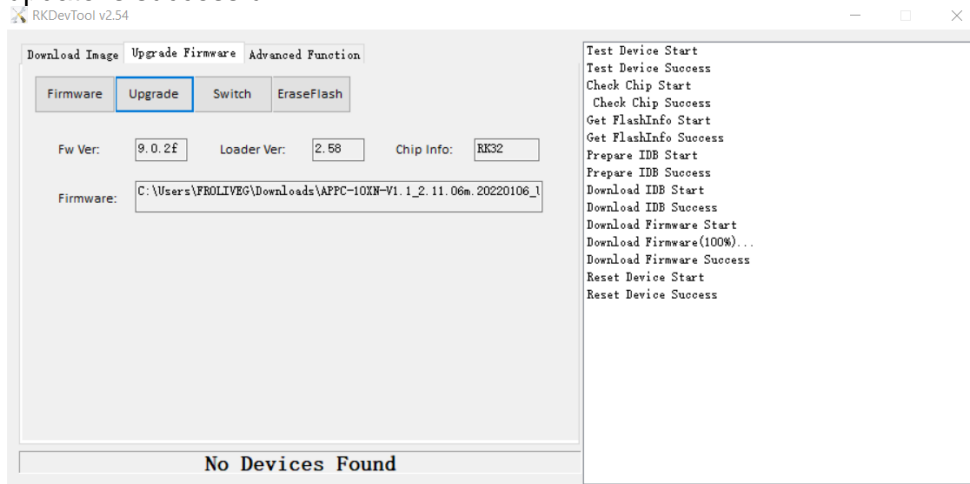 RKDevTool v2.54
Download Image Upgrade Firmware Advanced Function
Firmware Upgrade Switch EraseFlash
Fw Ver: 9.0.2f Loader Ver: 2.58 Chip Info: RK32
Firmware: C:\Users\FROLIVEG\Downloads\APPC-10XN-V1.1_2.11.06m.20220106_
No Devices Found
Test Device Start
Test Device Success
Check Chip Start
Check Chip Success
Get FlashInfo Start
Get FlashInfo Success
Prepare IDB Start
Prepare IDB Success
Download IDB Start
Download IDB Success
Download Firmware Start
Download Firmware(100%)...
Download Firmware Success
Reset Device Start
Reset Device Success